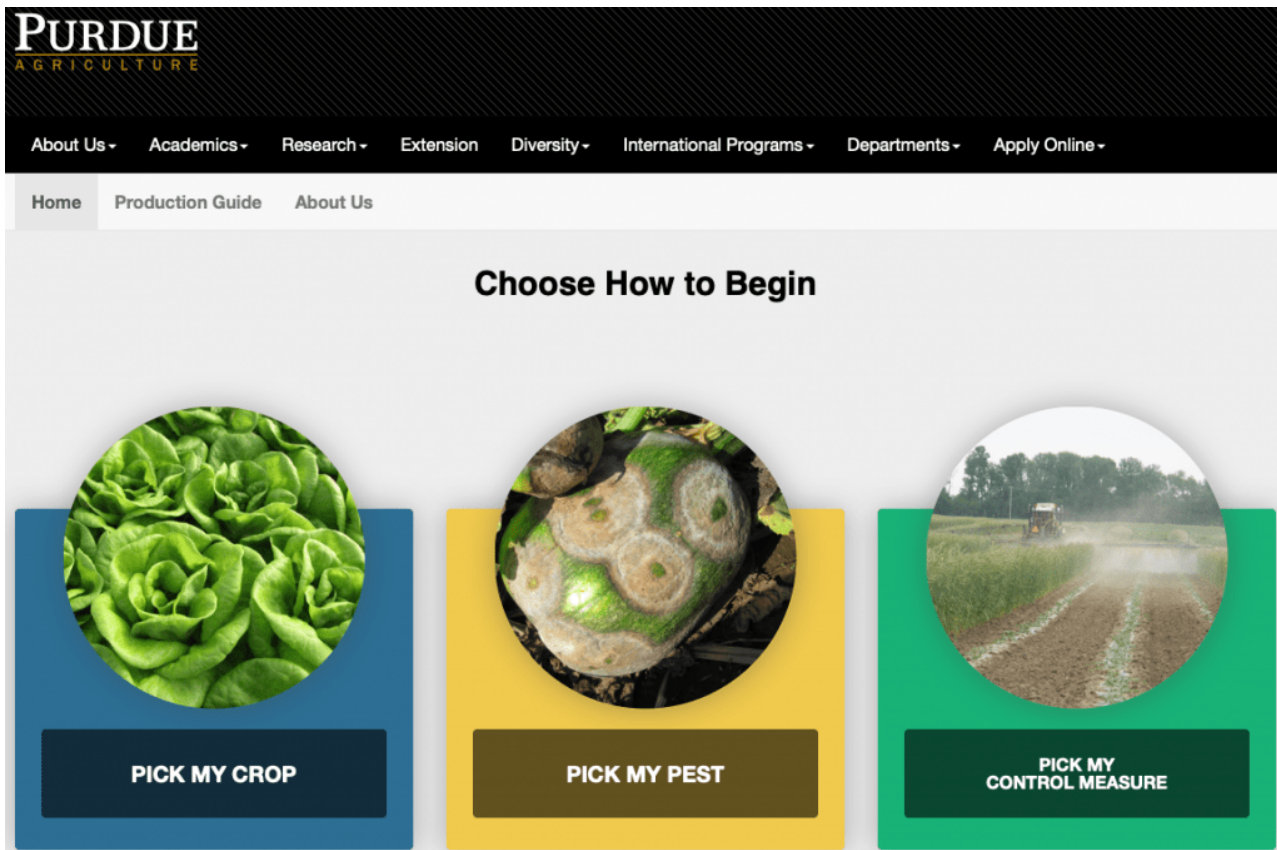 PURDUE
AGRICULTURE
About Us Academics Research Extension Diversity International Programs Departments Apply Online
Home Production Guide About Us
Choose How to Begin
PICK MY CROP
PICK MY PEST
PICK MY
CONTROL MEASURE